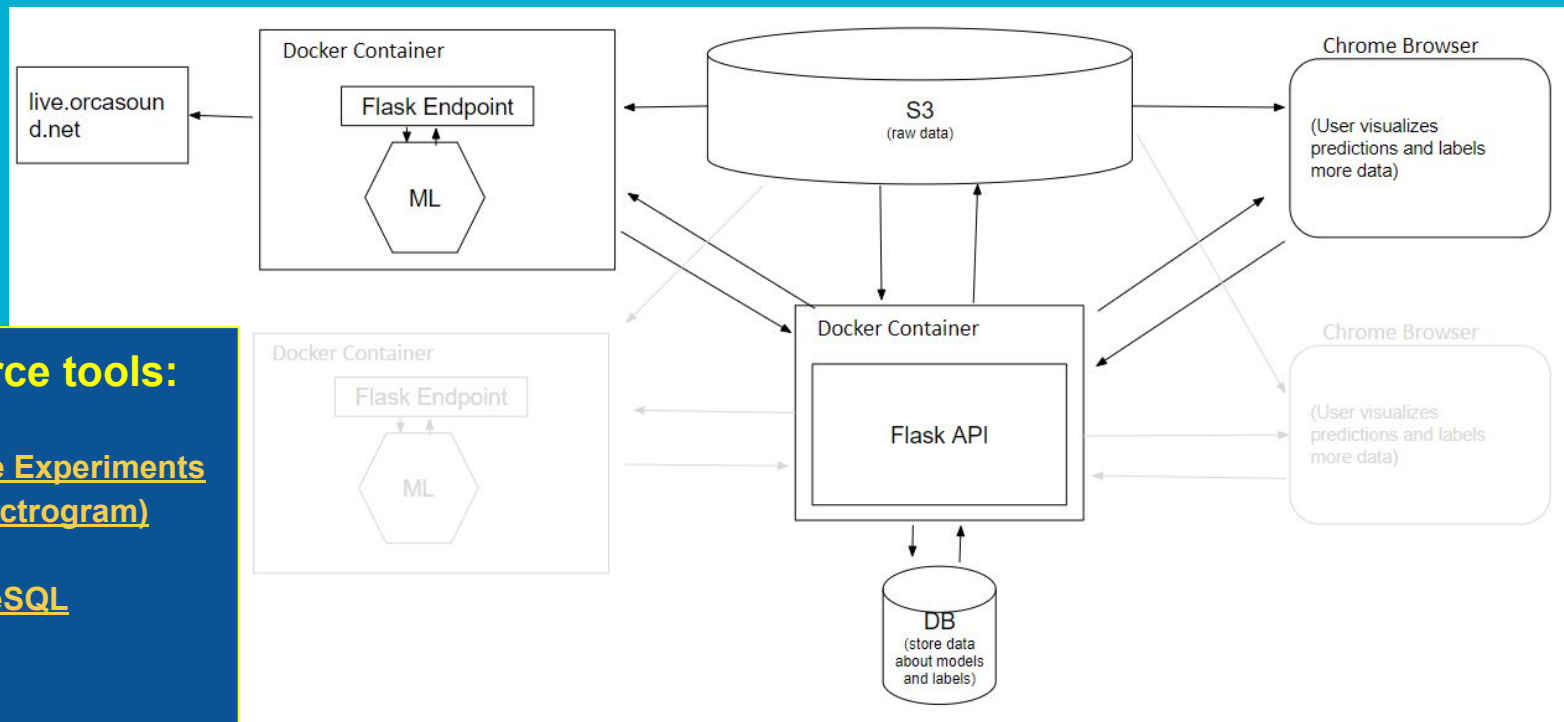 Docker Container
Flask Endpoint
ML
live.orcasoun
d.net
S3
(raw data)
Chrome Browser
(User visualizes
predictions and labels
more data)
Docker Container
Flask API
DB
(store data
about models
and labels)
Docker Container
Flask Endpoint
ML
Chrome Browser
(User visualizes
predictions and labels
more data)
rce tools:
e Experiments
ctrogram)
eSQL